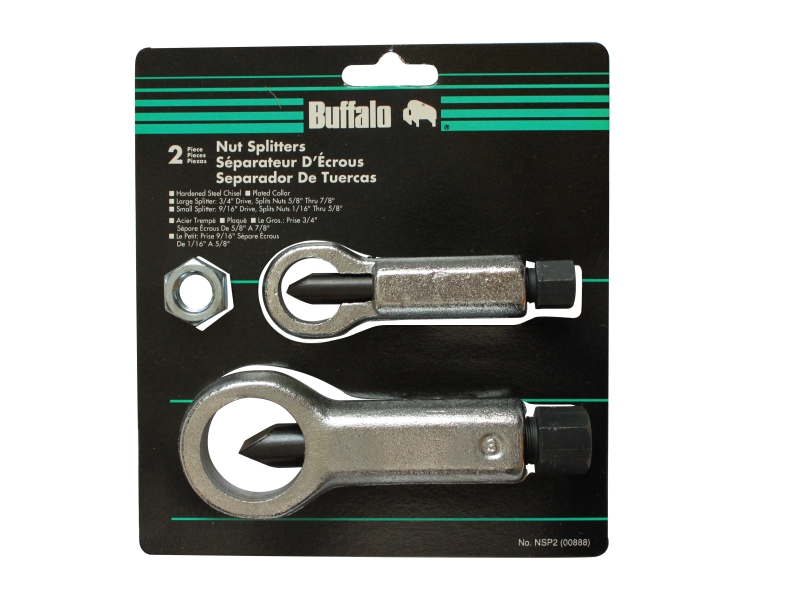 Buffalo ®
2 Piece Pieces Piezas
Nut Splitters
Séparateur D'Écrous
Separador De Tuercas
■ Hardened Steel Chisel ■ Plated Collar
■ Large Splitter: 3/4" Drive, Splits Nuts 5/8" Thru 7/8"
■ Small Splitter: 9/16" Drive, Splits Nuts 1/16" Thru 5/8"
■ Acier Trempé ■ Plaqué ■ Le Gros.: Prise 3/4"
Sépare Écrous De 5/8" A 7/8"
■ Le Petit: Prise 9/16" Sépare Écrous
De 1/16" A 5/8"
No. NSP2 (00888)